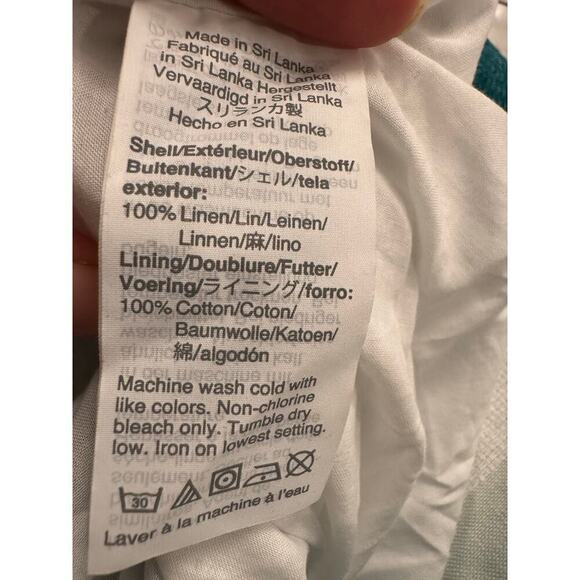 Made in Sri Lanka
Fabriqué au Sri Lanka
in Sri Lanka Hergestellt
Vervaardigd in Sri Lanka
スリランカ製
Hecho en Sri Lanka
Shell/Extérieur/Oberstoff/
Buitenkant/シェル/tela
exterior:
100% Linen/Lin/Leinen/
Linnen/麻/lino
Lining/Doublure/Futter/
Voering/ライニング/forro:
100% Cotton/Coton/
Baumwolle/Katoen/
綿/algodón
Machine wash cold with
like colors. Non-chlorine
bleach only. Tumble dry
low. Iron on lowest setting.
30
Laver à la machine à l'eau